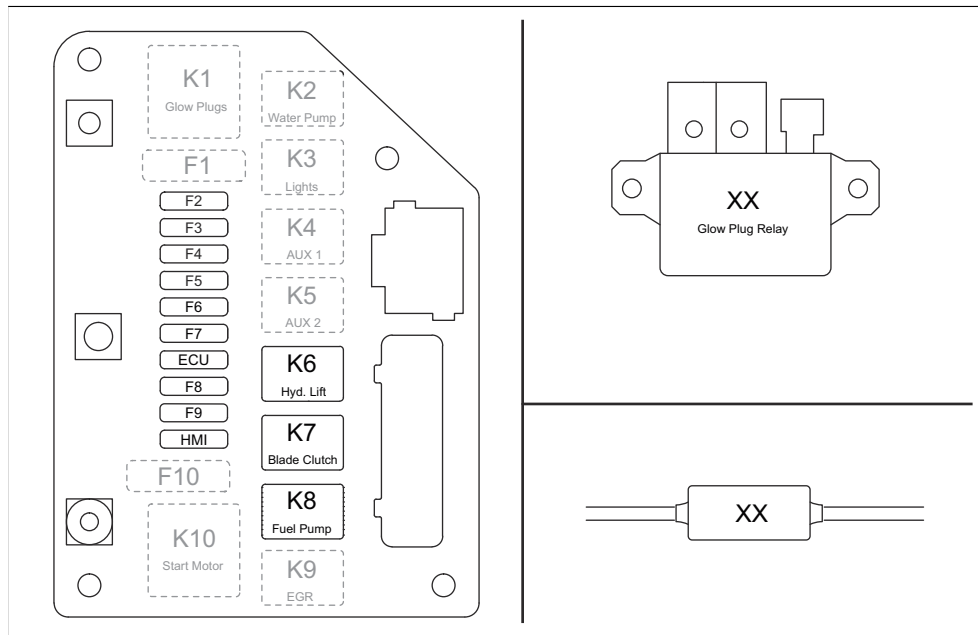 K1
Glow Plugs
F1
F2
F3
F4
F5
F6
F7
ECU
F8
F9
HMI
F10
K10
Start Motor
K2
Water Pump
K3
Lights
K4
AUX 1
K5
AUX 2
K6
Hyd. Lift
K7
Blade Clutch
K8
Fuel Pump
K9
EGR
XX
Glow Plug Relay
XX